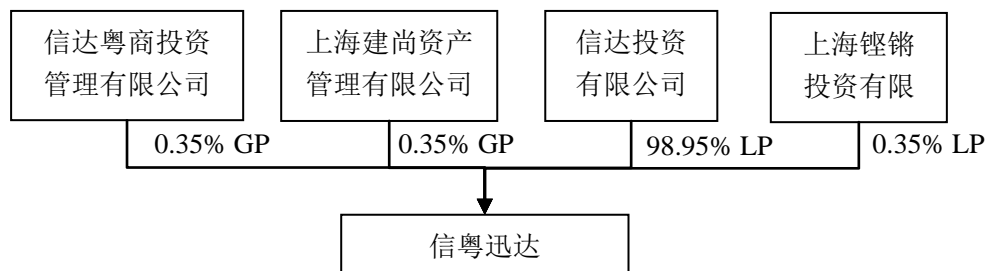 信达粤商投资
管理有限公司
上海建尚资产
管理有限公司
信达投资
有限公司
上海铿锵
投资有限
0.35% GP
0.35% GP
98.95% LP
0.35% LP
信粤迅达